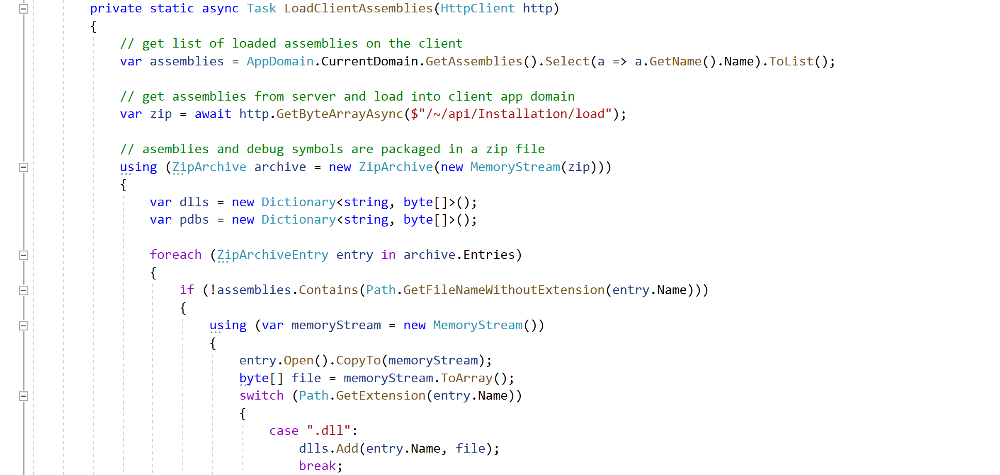 private static async Task LoadClientAssemblies(HttpClient http)
{
// get list of loaded assemblies on the client
var assemblies = AppDomain.CurrentDomain.GetAssemblies().Select(a => a.GetName().Name).ToList();
// get assemblies from server and load into client app domain
var zip = await http.GetByteArrayAsync($"/~/api/Installation/load");
// asemblies and debug symbols are packaged in a zip file
using (ZipArchive archive = new ZipArchive(new MemoryStream(zip)))
{
var dlls = new Dictionary<string, byte[]>();
var pdbs = new Dictionary<string, byte[]>();
foreach (ZipArchiveEntry entry in archive.Entries)
{
if (!assemblies.Contains(Path.GetFileNameWithoutExtension(entry.Name)))
{
using (var memoryStream = new MemoryStream())
{
entry.Open().CopyTo(memoryStream);
byte[] file = memoryStream.ToArray();
switch (Path.GetExtension(entry.Name))
{
case ".dll":
dlls.Add(entry.Name, file);
break;